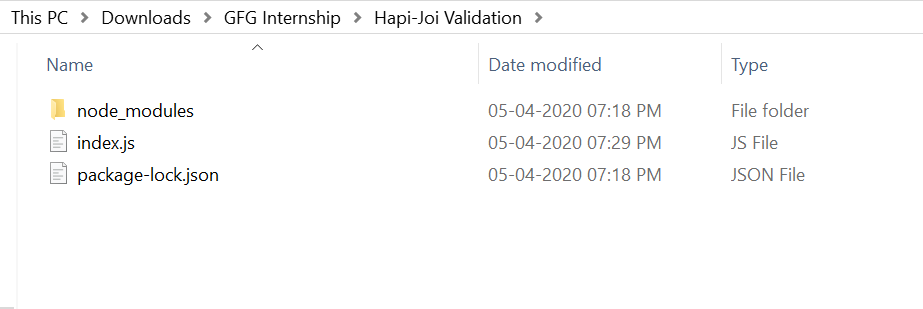 This PC > Downloads > GFG Internship > Hapi-Joi Validation >
Name Date modified Type
node_modules 05-04-2020 07:18 PM File folder
index.js 05-04-2020 07:29 PM JS File
package-lock.json 05-04-2020 07:18 PM JSON File